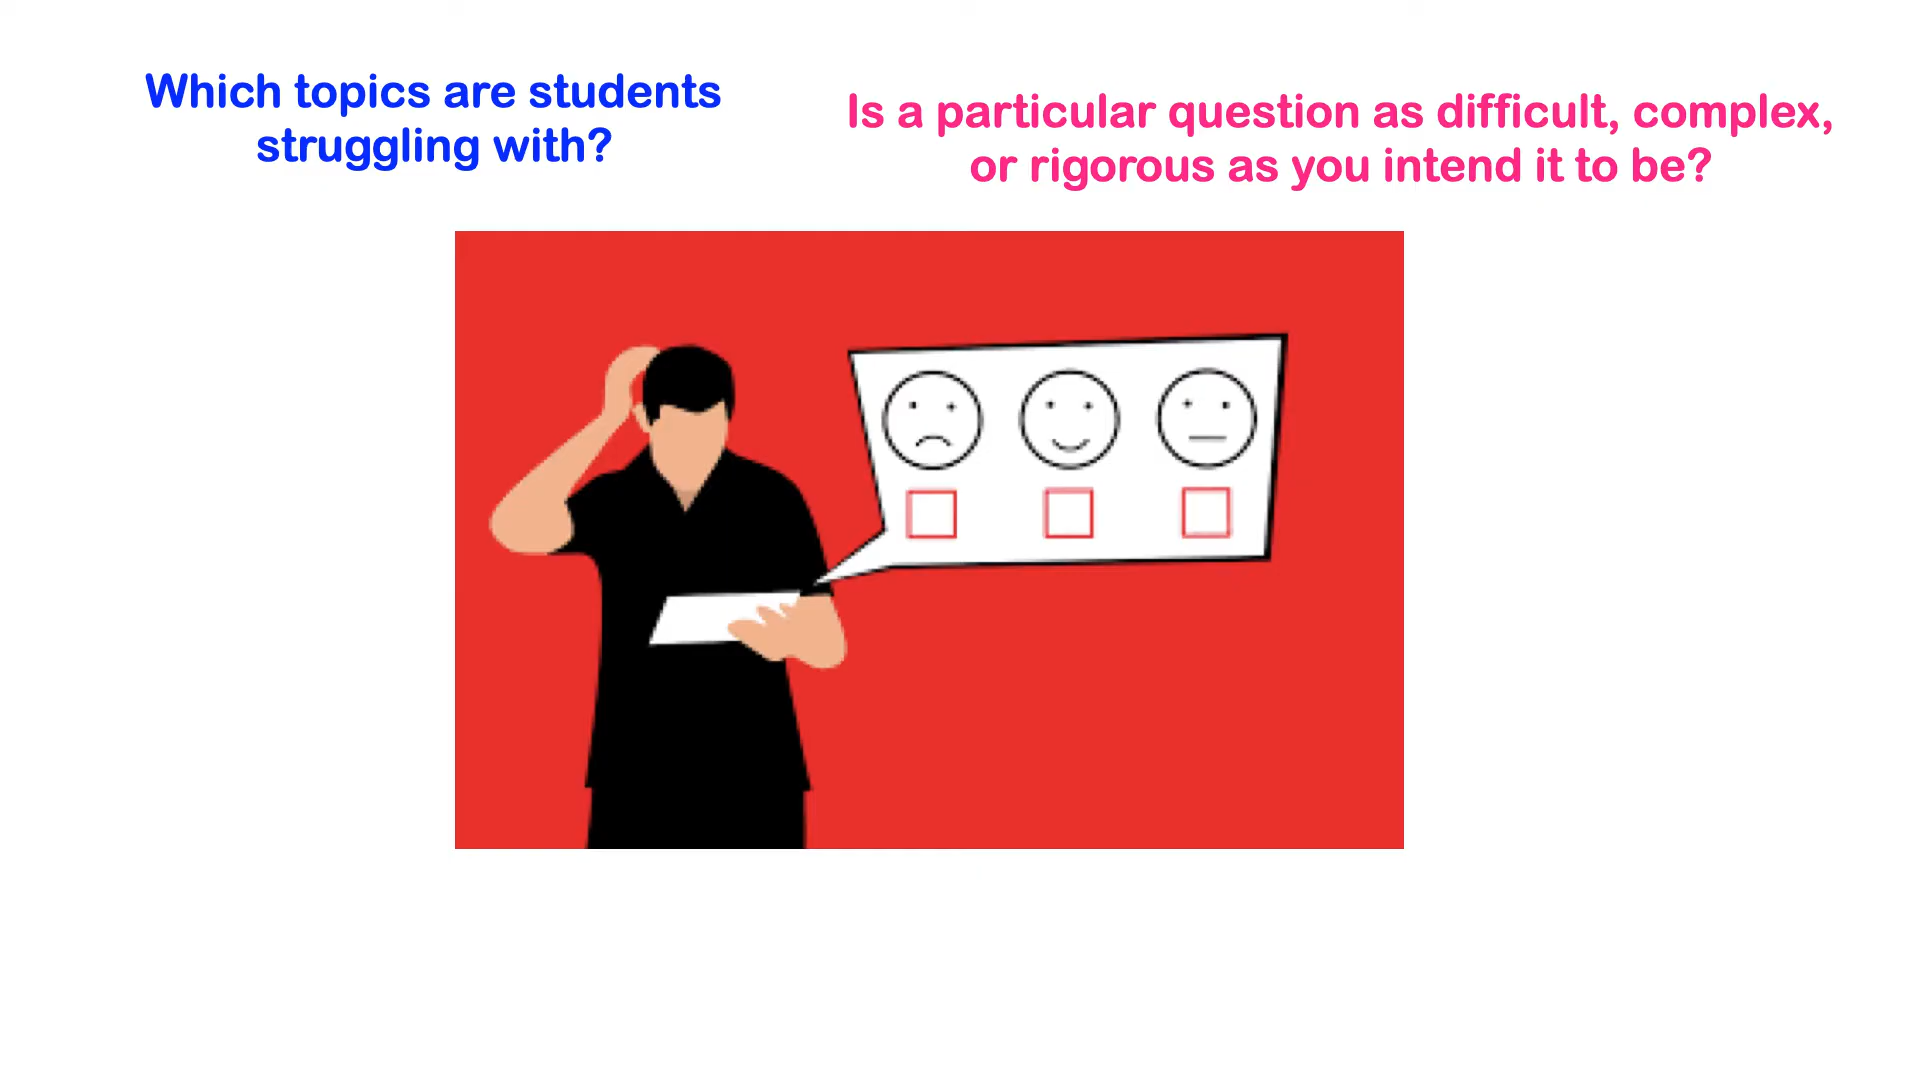 Which topics are students
struggling with?
Is a particular question as difficult, complex,
or rigorous as you intend it to be?